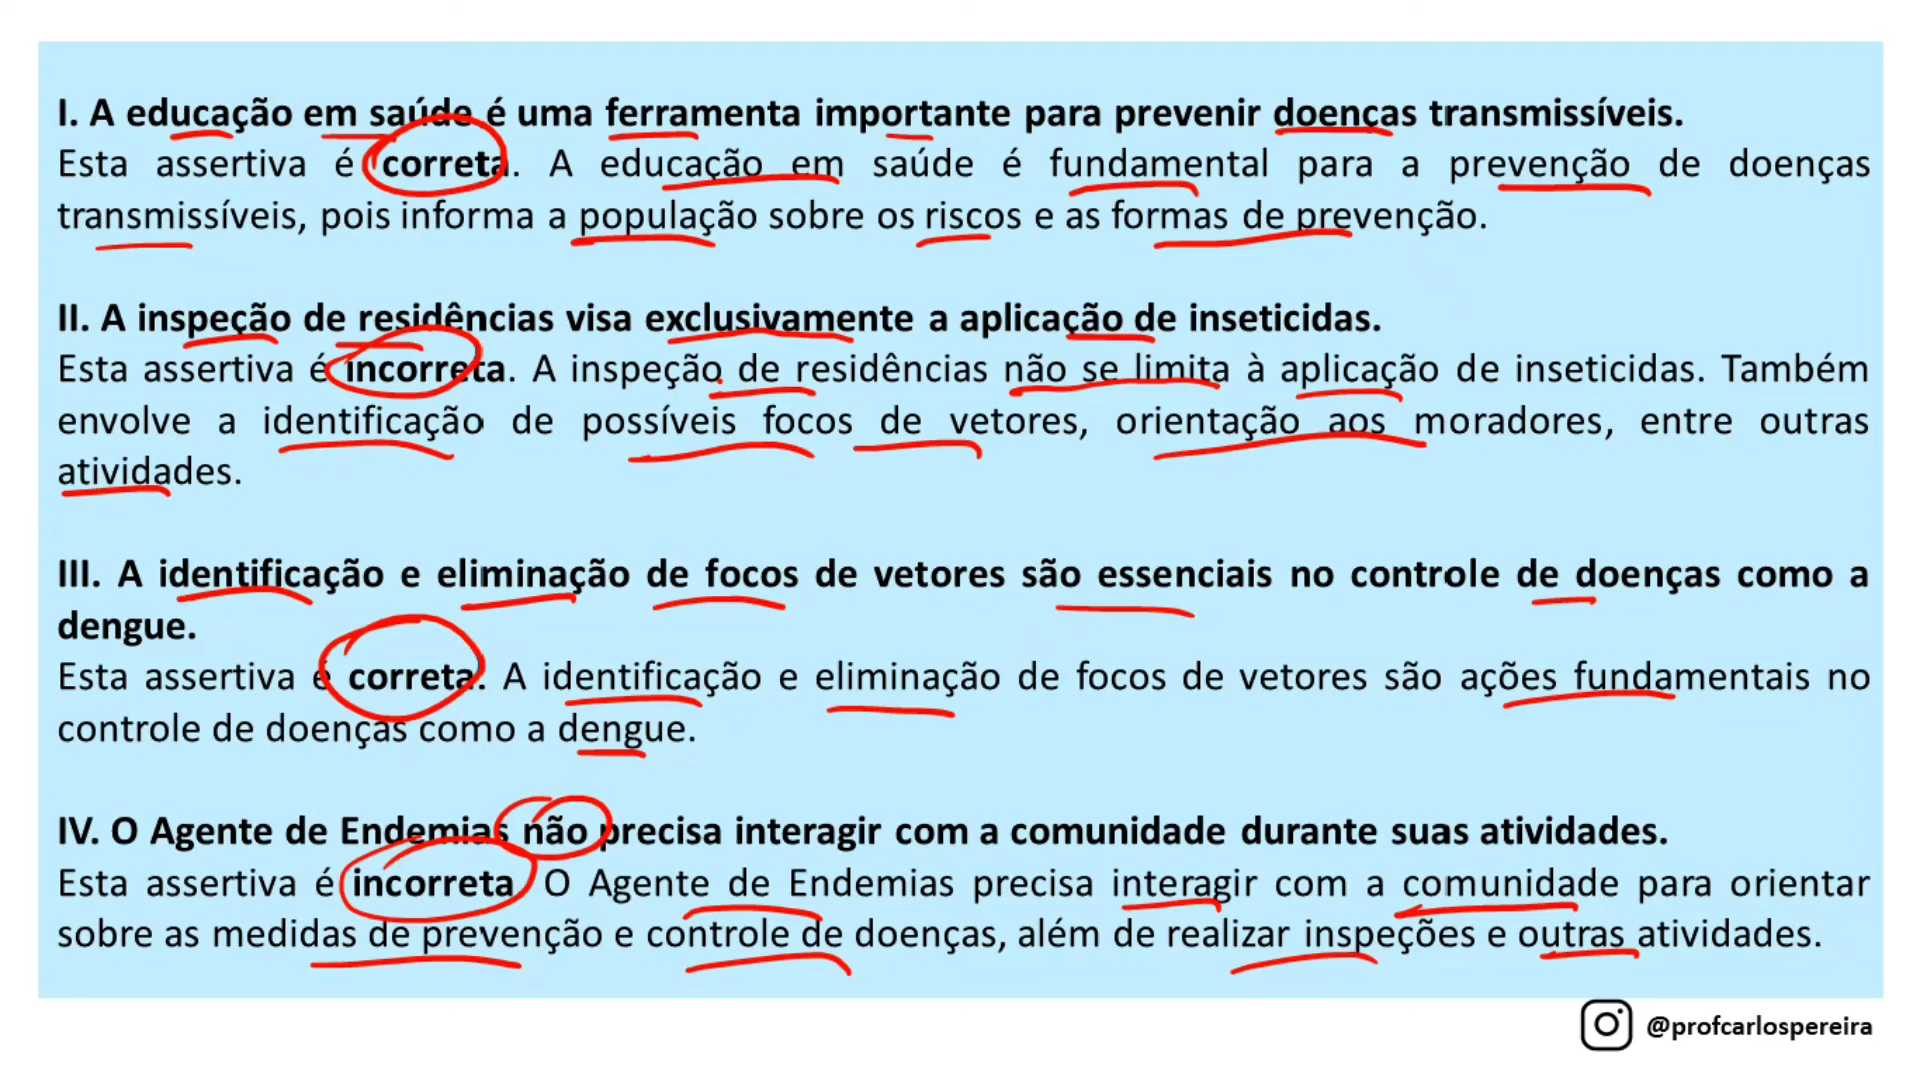 I. A educação em saúde é uma ferramenta importante para prevenir doenças transmissíveis.
Esta assertiva é correta. A educação em saúde é fundamental para a prevenção de doenças
transmissíveis, pois informa a população sobre os riscos e as formas de prevenção.
II. A inspeção de residências visa exclusivamente a aplicação de inseticidas.
Esta assertiva é incorreta. A inspeção de residências não se limita à aplicação de inseticidas. Também
envolve a identificação de possíveis focos de vetores, orientação aos moradores, entre outras
atividades.
III. A identificação e eliminação de focos de vetores são essenciais no controle de doenças como a
dengue.
Esta assertiva é correta. A identificação e eliminação de focos de vetores são ações fundamentais no
controle de doenças como a dengue.
IV. O Agente de Endemias não precisa interagir com a comunidade durante suas atividades.
Esta assertiva é incorreta. O Agente de Endemias precisa interagir com a comunidade para orientar
sobre as medidas de prevenção e controle de doenças, além de realizar inspeções e outras atividades.
@profcarlospereira